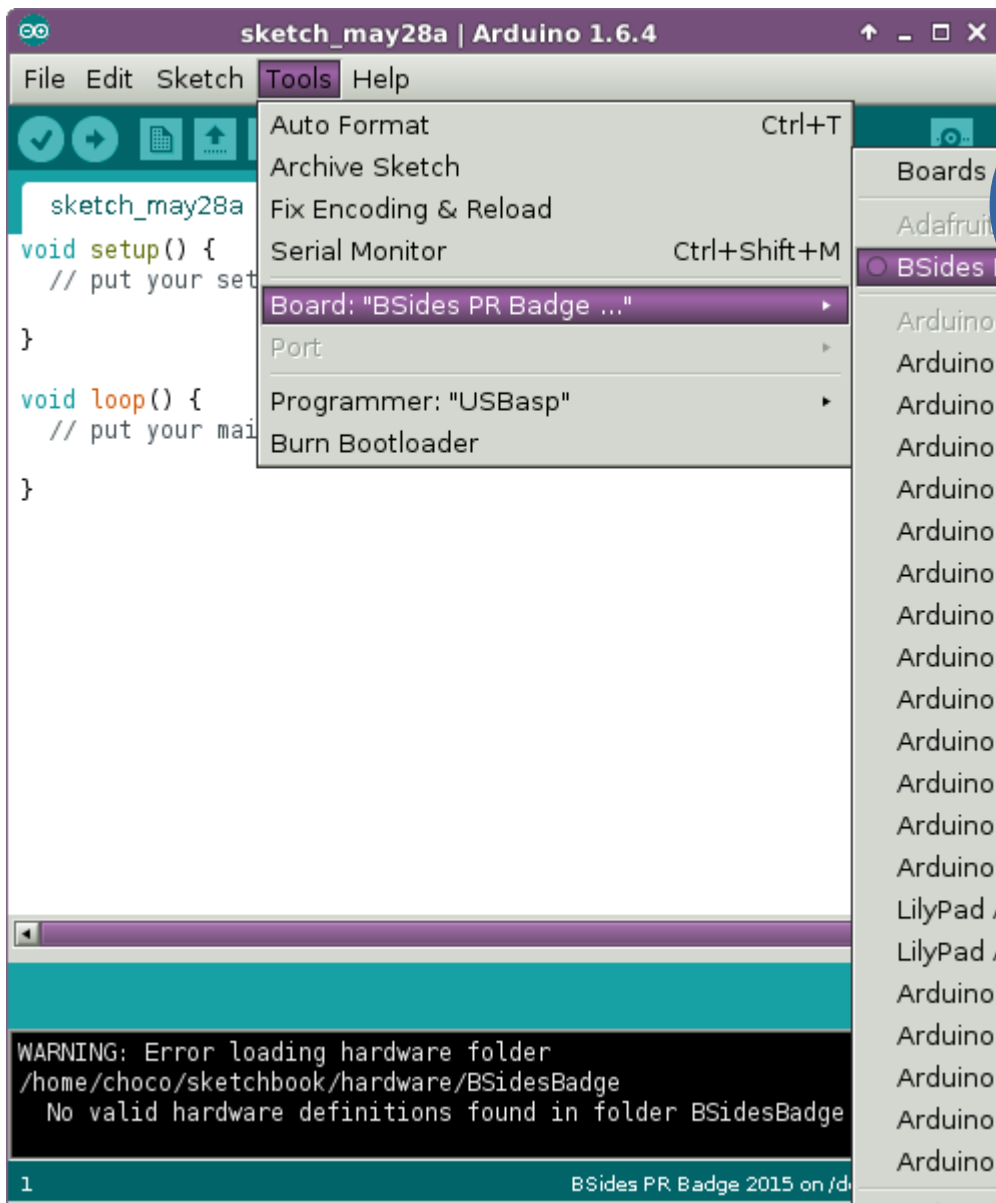 sketch_may28a | Arduino 1.6.4
File Edit Sketch Tools Help
Auto Format Ctrl+T
Archive Sketch
Fix Encoding & Reload
Serial Monitor Ctrl+Shift+M
Board: "BSides PR Badge ..."
Port
Programmer: "USBasp"
Burn Bootloader
Boards
BSides
Arduino
Arduino
Arduino
Arduino
Arduino
Arduino
Arduino
Arduino
Arduino
Arduino
Arduino
Arduino
Arduino
Arduino
LilyPad
LilyPad
Arduino
Arduino
Arduino
Arduino
Arduino
sketch_may28a
void setup() {
// put your set
}
void loop() {
// put your mai
}
WARNING: Error loading hardware folder
/home/choco/sketchbook/hardware/BSidesBadge
No valid hardware definitions found in folder BSidesBadge
1 BSides PR Badge 2015 on /d